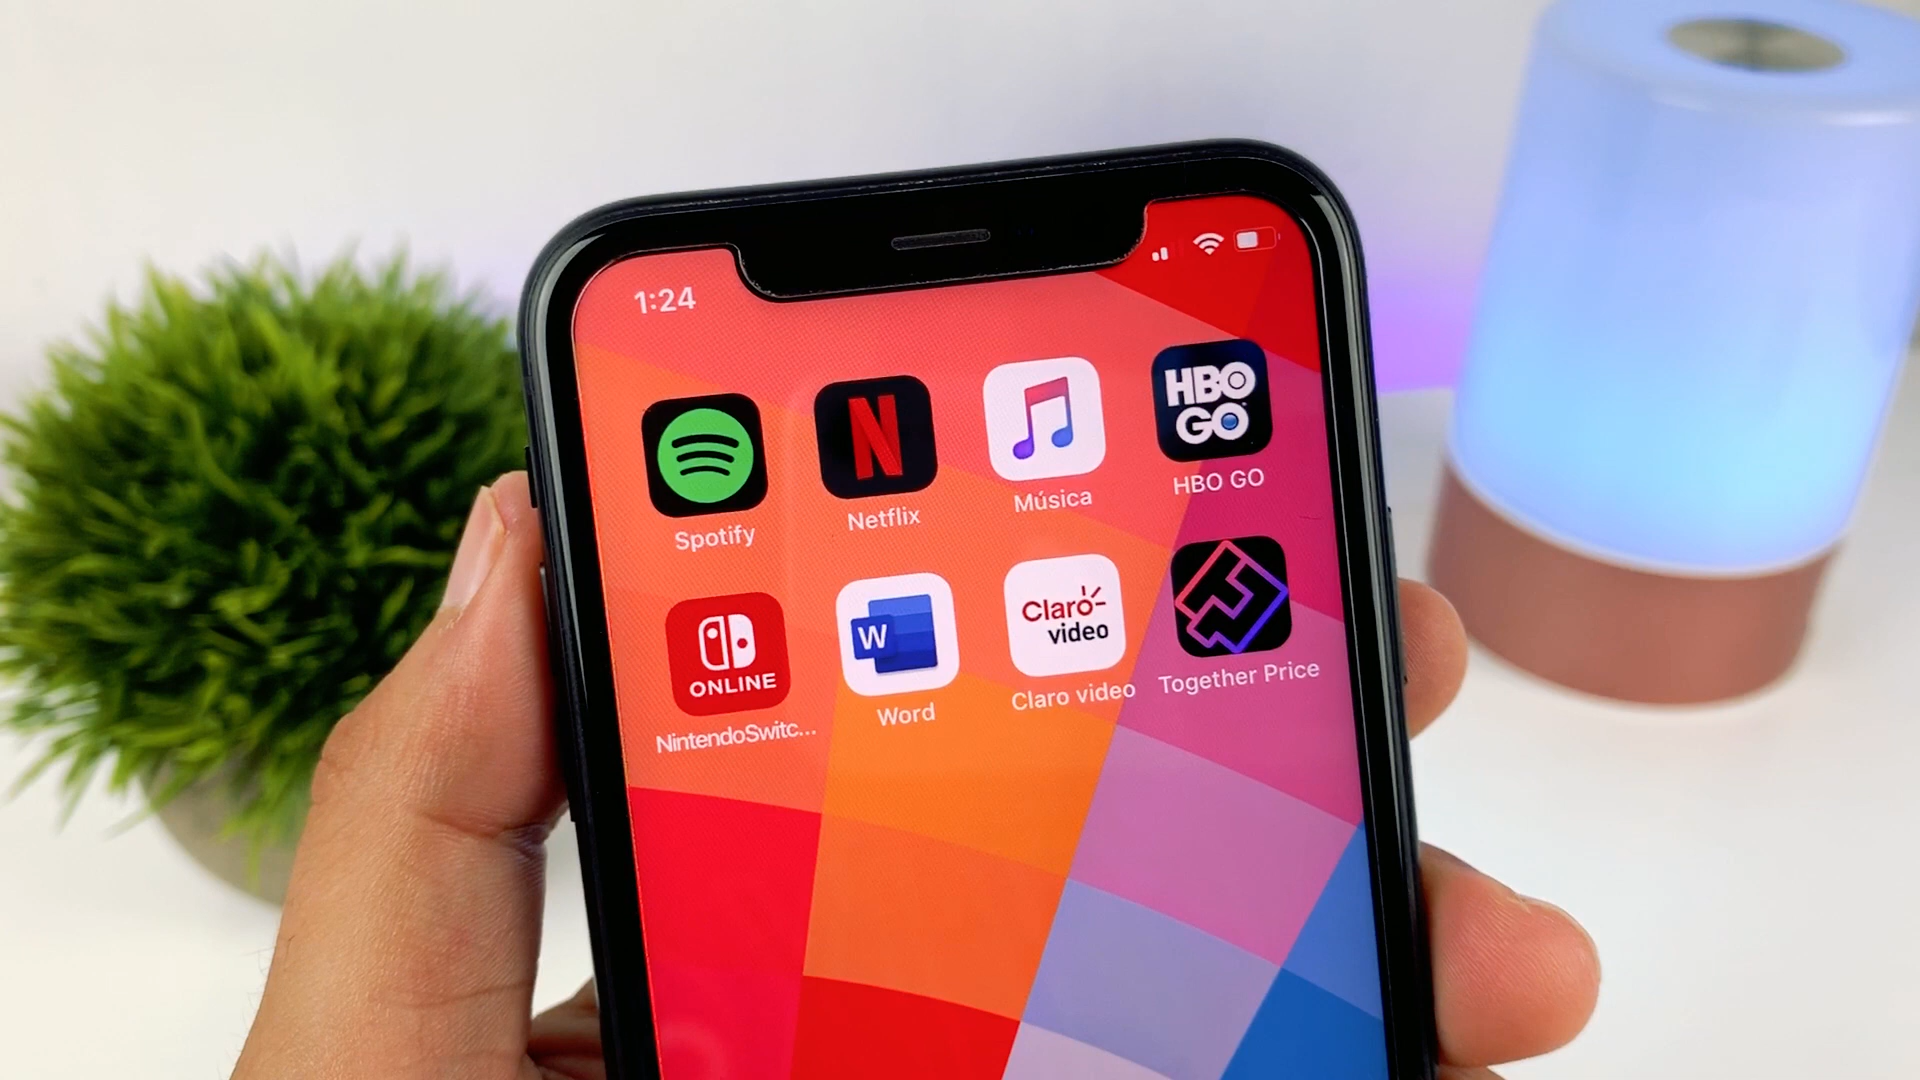 1:24
HBO
GO
Spotify
Netflix
Música
HBO GO
ONLINE
W
Claro
video
NintendoSwitc...
Word
Claro video
Together Price